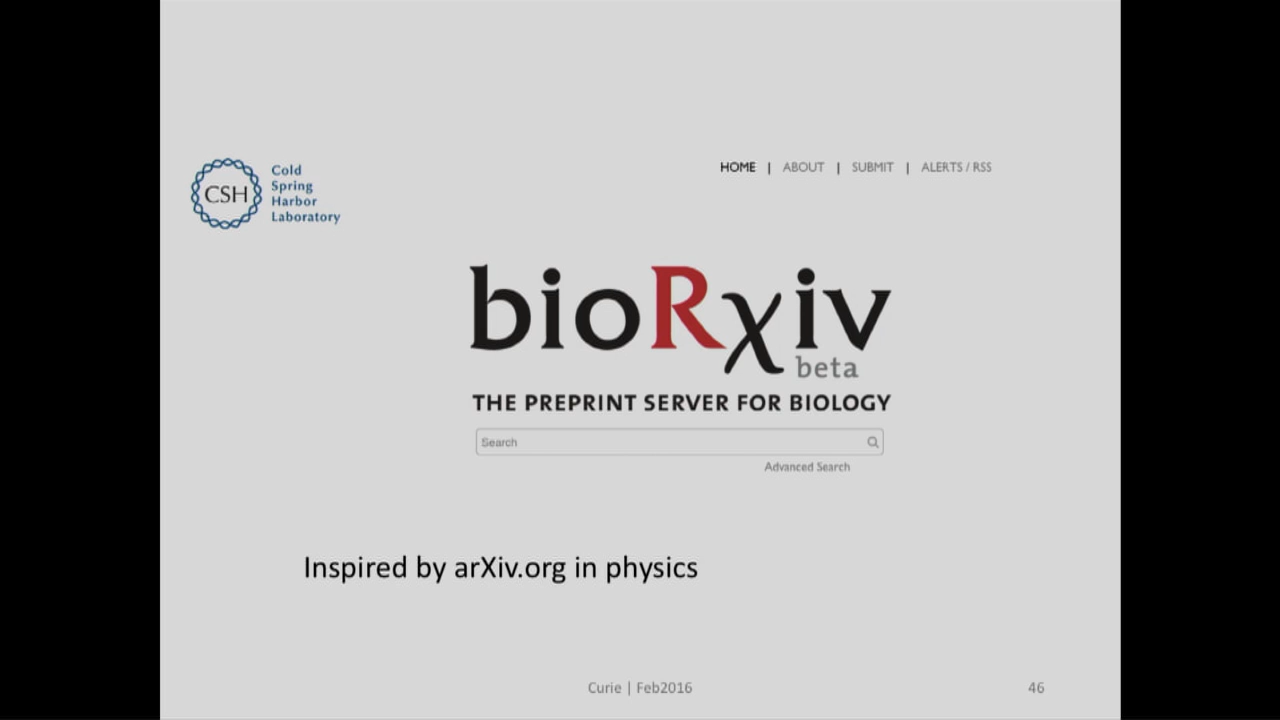 CSH
Cold
Spring
Harbor
Laboratory
HOME | ABOUT | SUBMIT | ALERTS / RSS
bioRχiv
beta
THE PREPRINT SERVER FOR BIOLOGY
Search
Advanced Search
Inspired by arXiv.org in physics
Curie | Feb2016
46